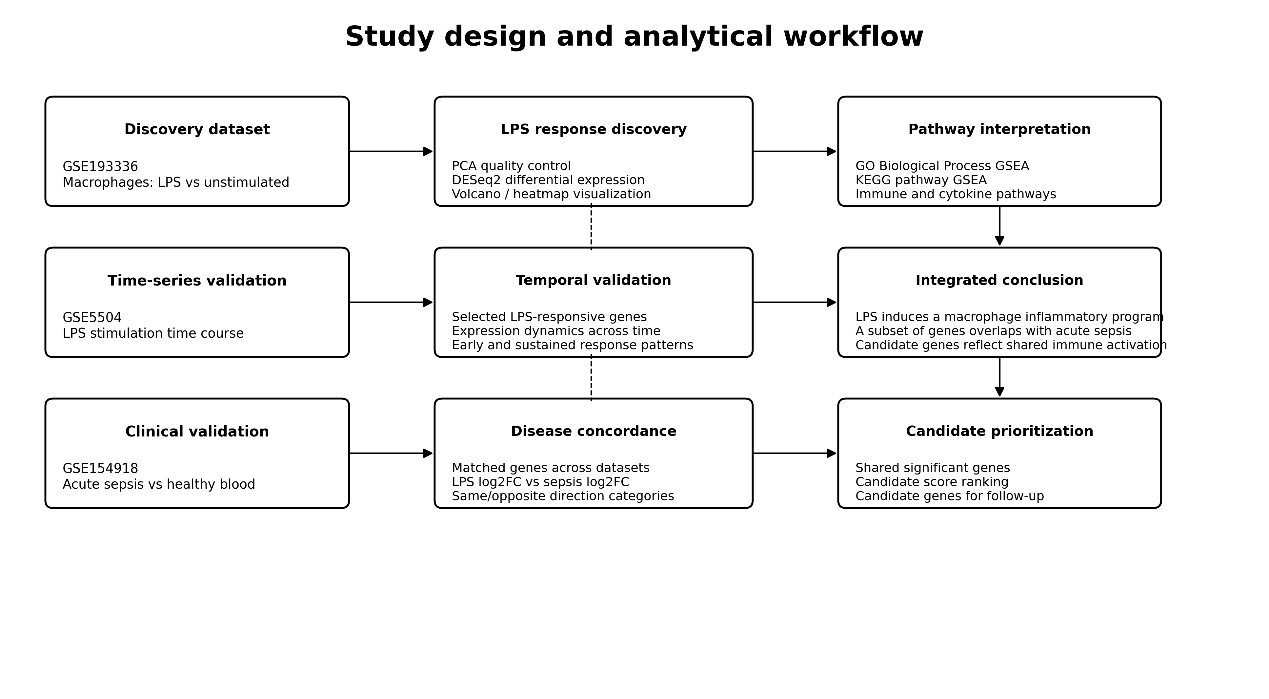 Study design and analytical workflow
Discovery dataset
GSE193336
Macrophages: LPS vs unstimulated
LPS response discovery
PCA quality control
DESeq2 differential expression
Volcano / heatmap visualization
Pathway interpretation
GO Biological Process GSEA
KEGG pathway GSEA
Immune and cytokine pathways
Time-series validation
GSE5504
LPS stimulation time course
Temporal validation
Selected LPS-responsive genes
Expression dynamics across time
Early and sustained response patterns
Integrated conclusion
LPS induces a macrophage inflammatory program
A subset of genes overlaps with acute sepsis
Candidate genes reflect shared immune activation
Clinical validation
GSE154918
Acute sepsis vs healthy blood
Disease concordance
Matched genes across datasets
LPS log2FC vs sepsis log2FC
Same/opposite direction categories
Candidate prioritization
Shared significant genes
Candidate score ranking
Candidate genes for follow-up